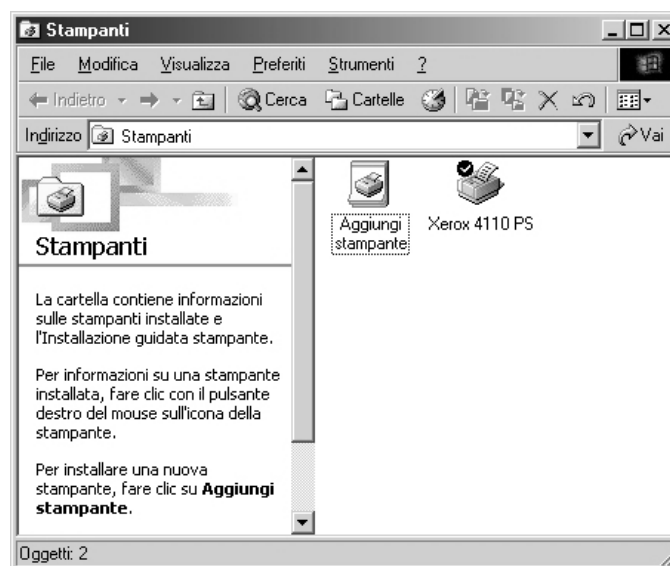 Stampanti
File Modifica Visualizza Preferiti Strumenti ?
Indietro Cerca Cartelle
Indirizzo Stampanti Vai
Stampanti
La cartella contiene informazioni
sulle stampanti installate e
l'Installazione guidata stampante.
Per informazioni su una stampante
installata, fare clic con il pulsante
destro del mouse sull'icona della
stampante.
Per installare una nuova
stampante, fare clic su Aggiungi
stampante.
Aggiungi
stampante
Xerox 4110 PS
Oggetti: 2